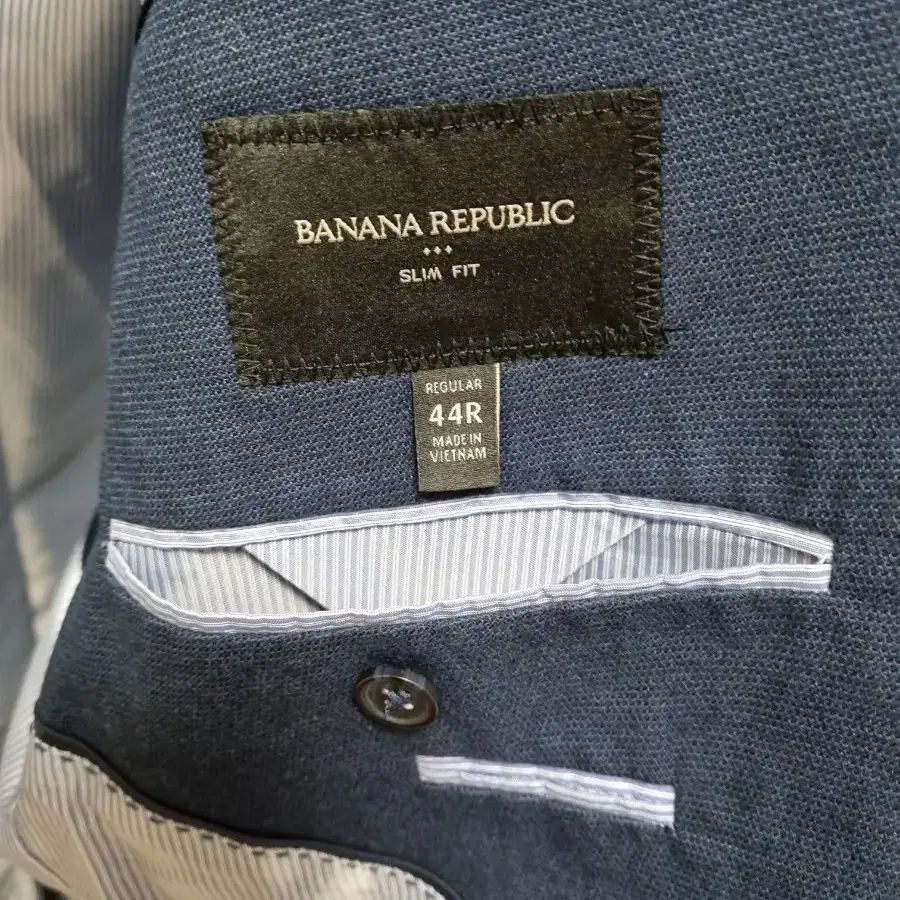 BANANA REPUBLIC
SLIM FIT
REGULAR
44R
MADE IN
VIETNAM